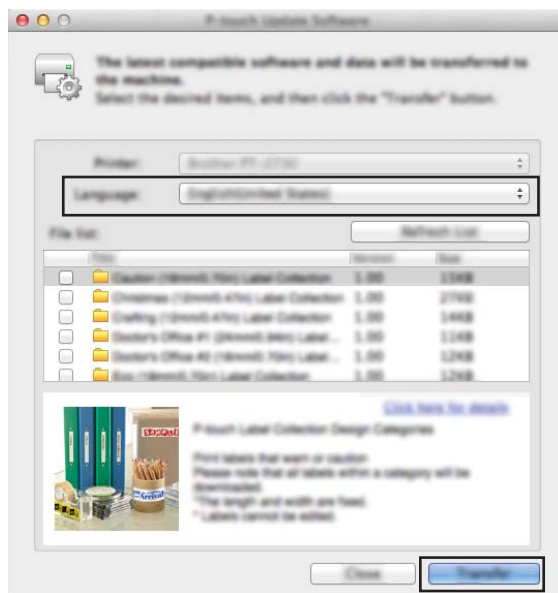 P-touch Update Software
The latest compatible software and data will be transferred to
the machine.
Select the desired items, and then click the "Transfer" button.
Printer:
Brother PT-2730
Language:
English(United States)
File list:
Refresh List
Title Version Size
Caution (18mm/0.70in) Label Collection 1.00 15KB
Christmas (12mm/0.47in) Label Collection 1.00 27KB
Crafting (12mm/0.47in) Label Collection 1.00 14KB
Doctor's Office #1 (24mm/0.94in) Label... 1.00 11KB
Doctor's Office #2 (18mm/0.70in) Label... 1.00 12KB
Eco (18mm/0.70in) Label Collection 1.00 12KB
Click here for details
P-touch Label Collection Design Categories
Print labels that warn or caution
Please note that all labels within a category will be
downloaded.
*The length and width are fixed.
*Labels cannot be edited.
SAMPLE
Arrival
Close
Transfer